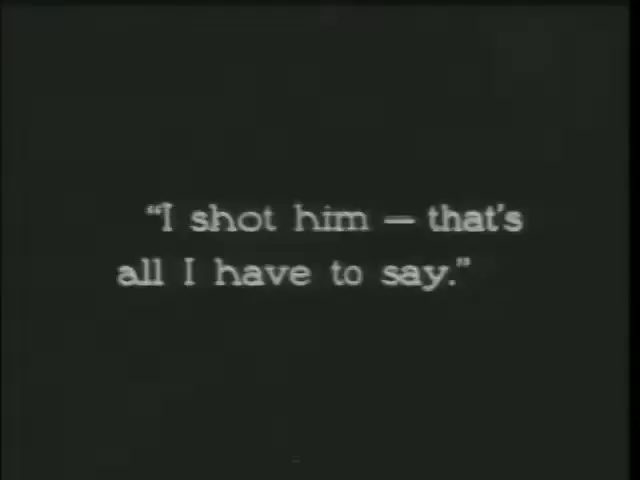 “I shot him — that's
all I have to say.”